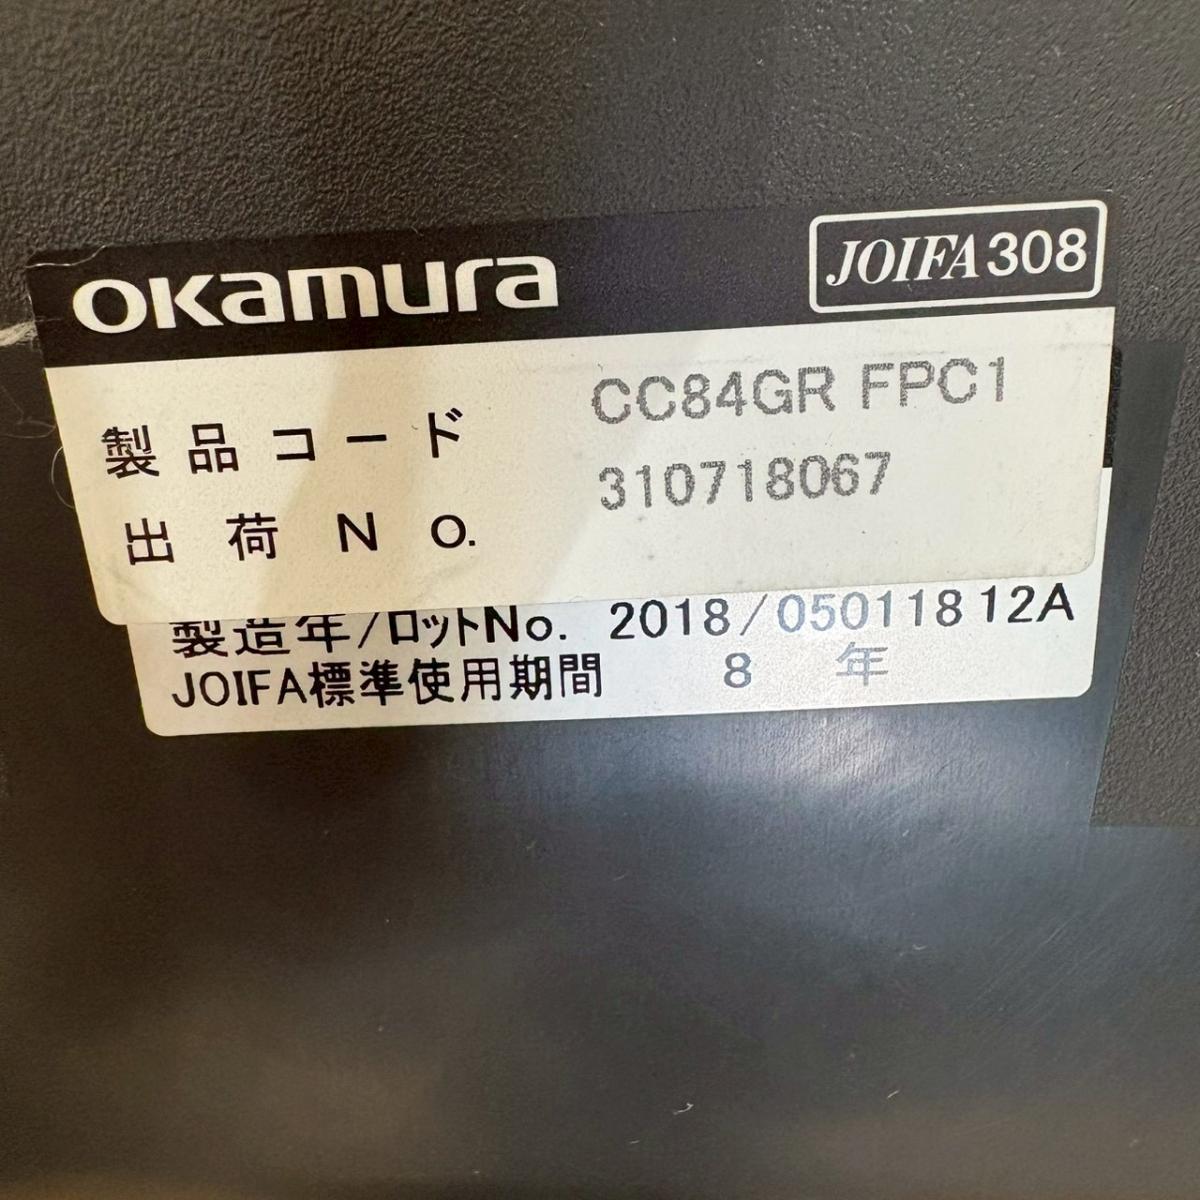 okamura
JOIFA308
製品コード CC84GR FPC1
出荷NO. 310718067
製造年/ロットNo. 2018/05011812A
JOIFA標準使用期間 8年